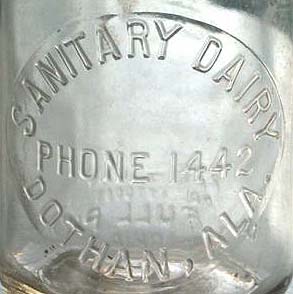 SANITARY DAIRY
PHONE 1442
DOTHAN, ALA.